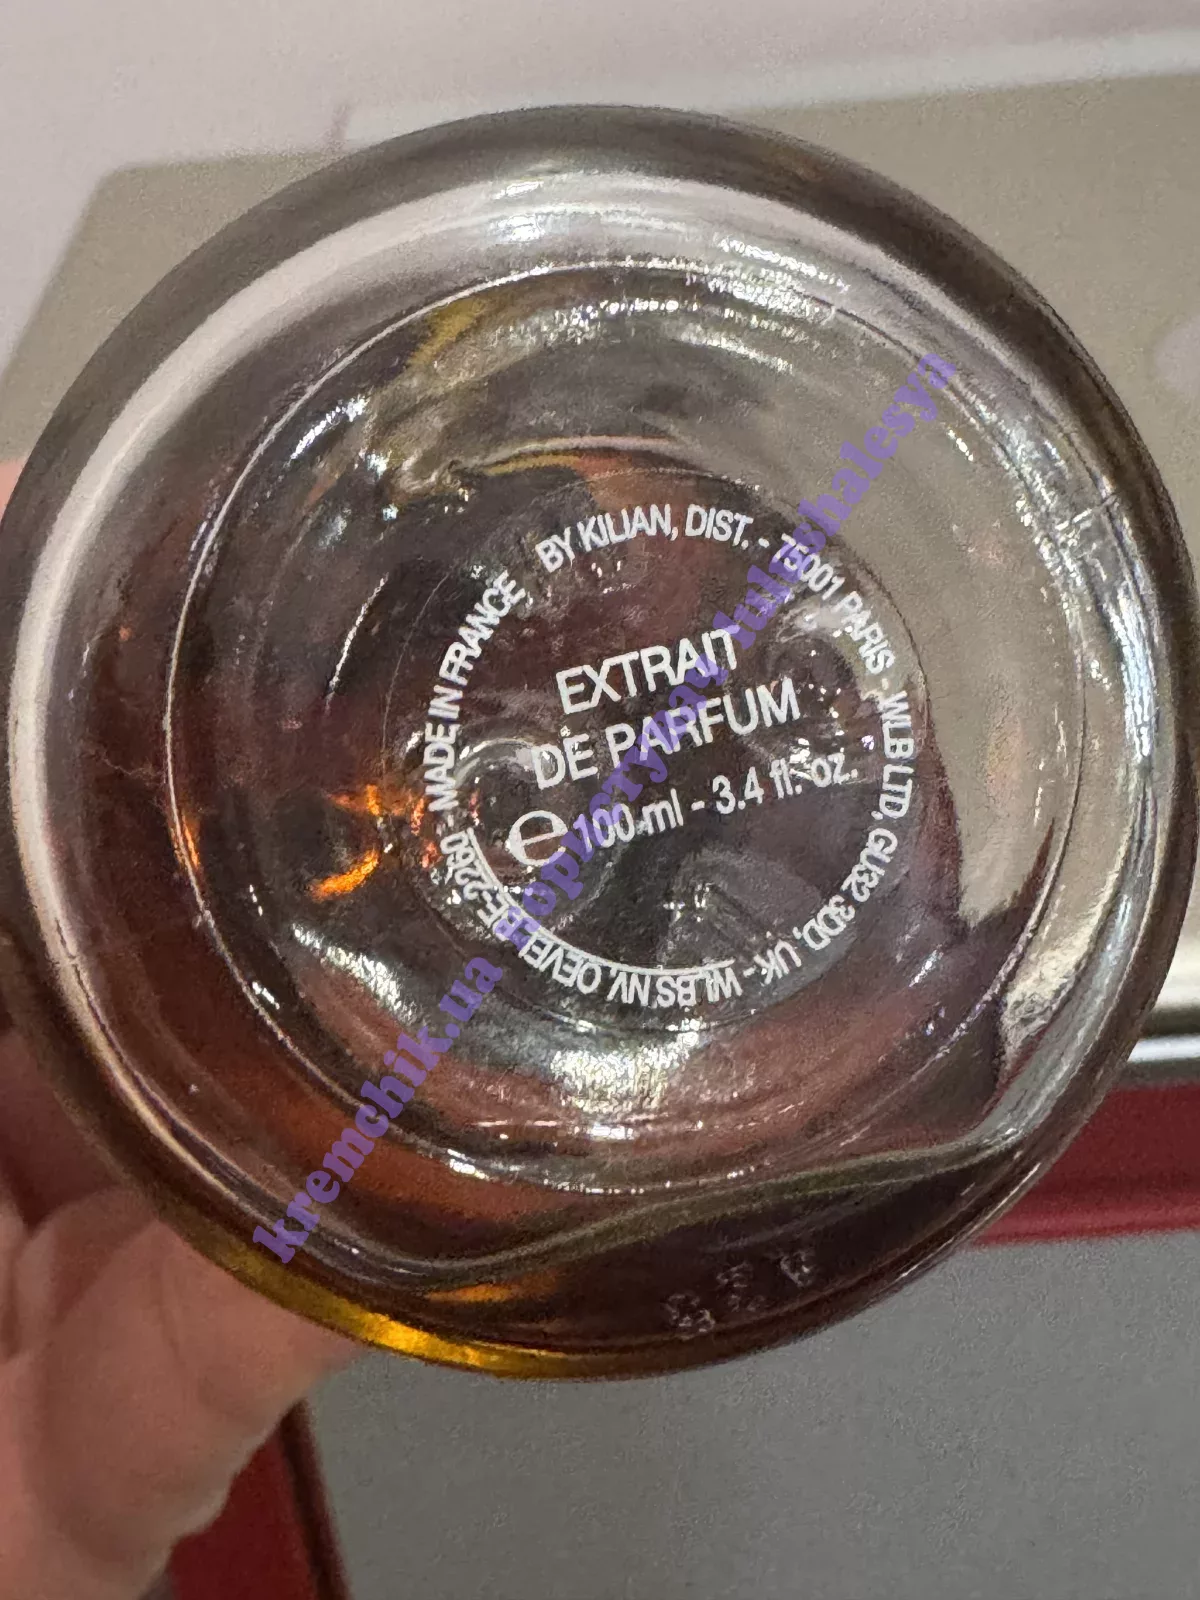 BY KILIAN, DIST. - 75001 PARIS - WLB LTD, GU32 3DD, UK - WLBS NV, OEVEL BE-2260 - MADE IN FRANCE
EXTRAIT
DE PARFUM
e 100 ml - 3.4 fl. oz.
kremchik.ua